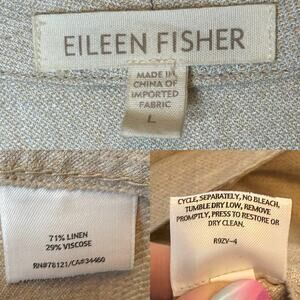 EILEEN FISHER
MADE IN
CHINA OF
IMPORTED
FABRIC
L
71% LINEN
29% VISCOSE
RN#78121/CA#34460
CYCLE, SEPARATELY, NO BLEACH,
TUMBLE DRY LOW, REMOVE
PROMPTLY, PRESS TO RESTORE OR
DRY CLEAN.
R9ZV-4